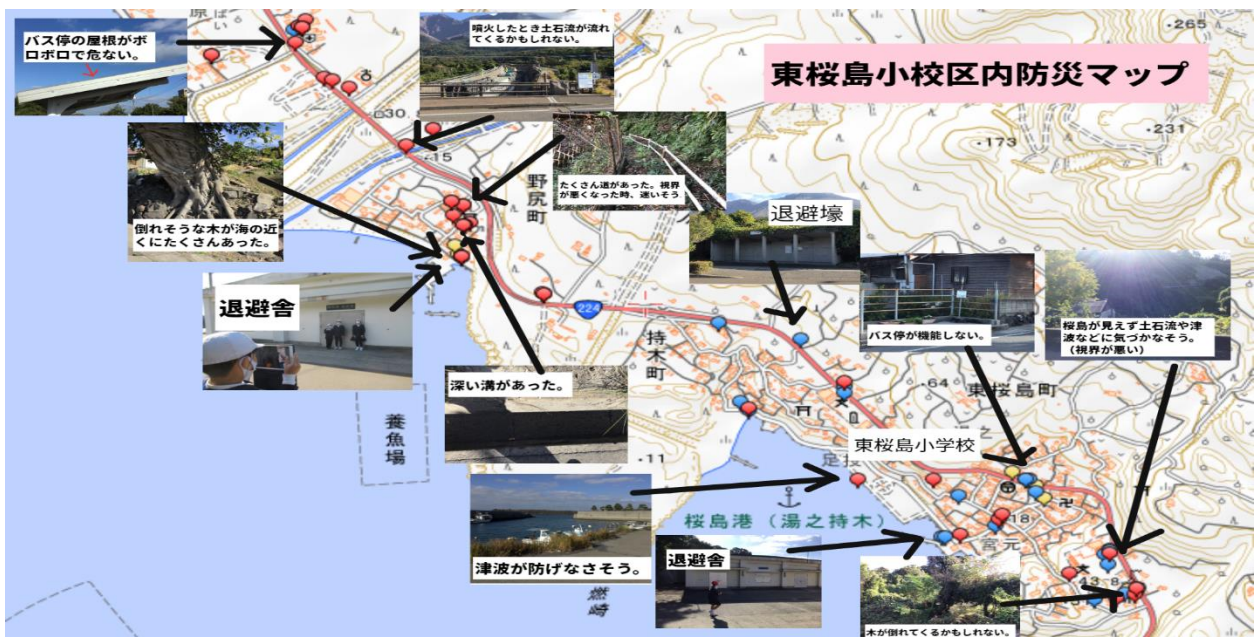 東桜島小校区内防災マップ
バス停の屋根がボ
ロボロで危ない。
噴火したとき土石流が流れ
てくるかもしれない。
倒れそうな木が海の近
くにたくさんあった。
たくさん道があった。視界
が悪くなった時、迷いそう
退避壕
退避舎
バス停が機能しない。
桜島が見えず土石流や津
波などに気づかなそう。
(視界が悪い)
深い溝があった。
津波が防げなさそう。
退避舎
木が倒れてくるかもしれない。
野尻町
持木町
東桜島町
東桜島小学校
養魚場
桜島港(湯之持木)
宮元
燃崎
224
265
231
173
30.
15
64
11
18
43.8